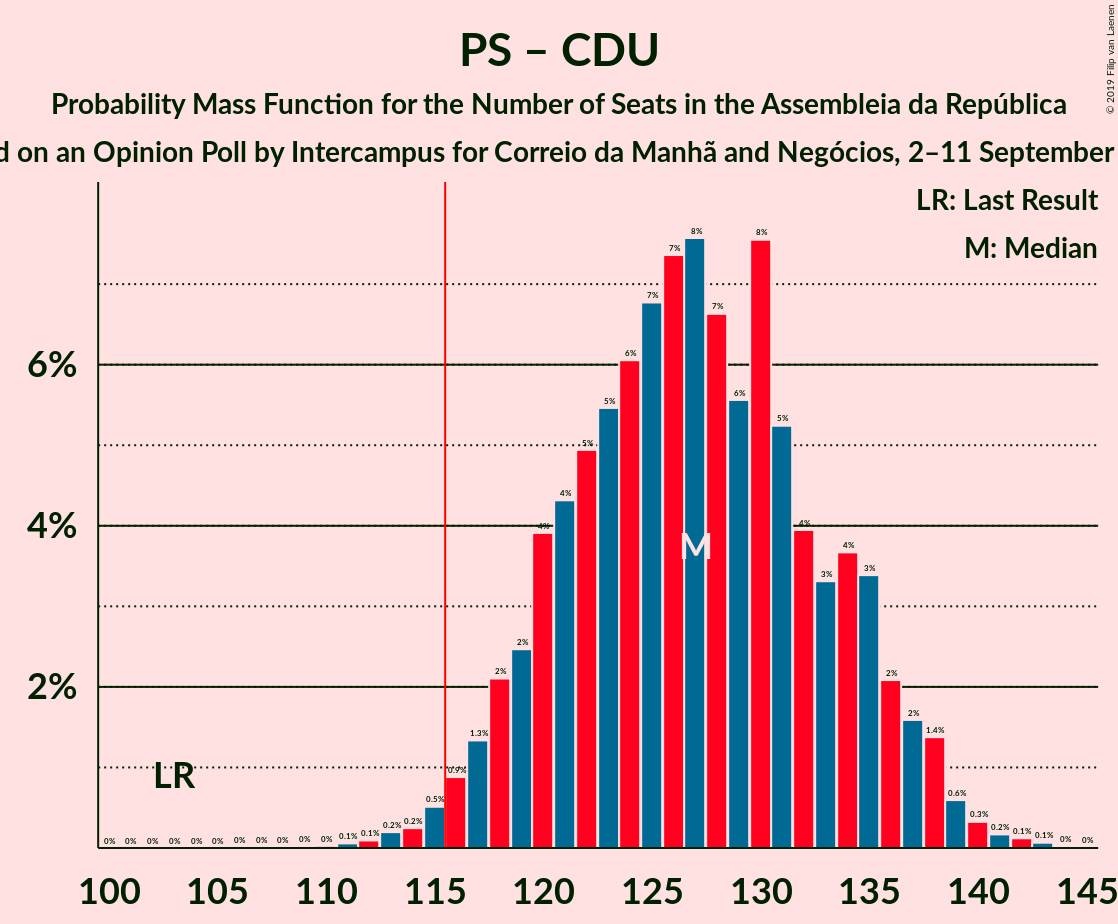 PS – CDU
Probability Mass Function for the Number of Seats in the Assembleia da República
d on an Opinion Poll by Intercampus for Correio da Manhã and Negócios, 2–11 September
© 2019 Filip van Laenen
LR: Last Result
M: Median
6%
4%
2%
0% 0% 0% 0% 0% 0% 0% 0% 0% 0% 0% 0.1% 0.1% 0.2% 0.2% 0.5% 0.9% 1.3% 2% 2% 4% 4% 5% 5% 6% 7% 7% 8% 7% 6% 8% 5% 4% 3% 4% 3% 2% 2% 1.4% 0.6% 0.3% 0.2% 0.1% 0.1% 0% 0%
M
LR
100 105 110 115 120 125 130 135 140 145